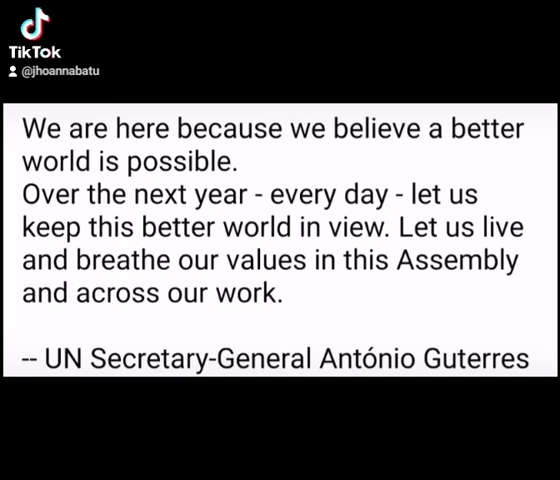 TikTok
@jhoannabatu
We are here because we believe a better
world is possible.
Over the next year - every day - let us
keep this better world in view. Let us live
and breathe our values in this Assembly
and across our work.
-- UN Secretary-General António Guterres